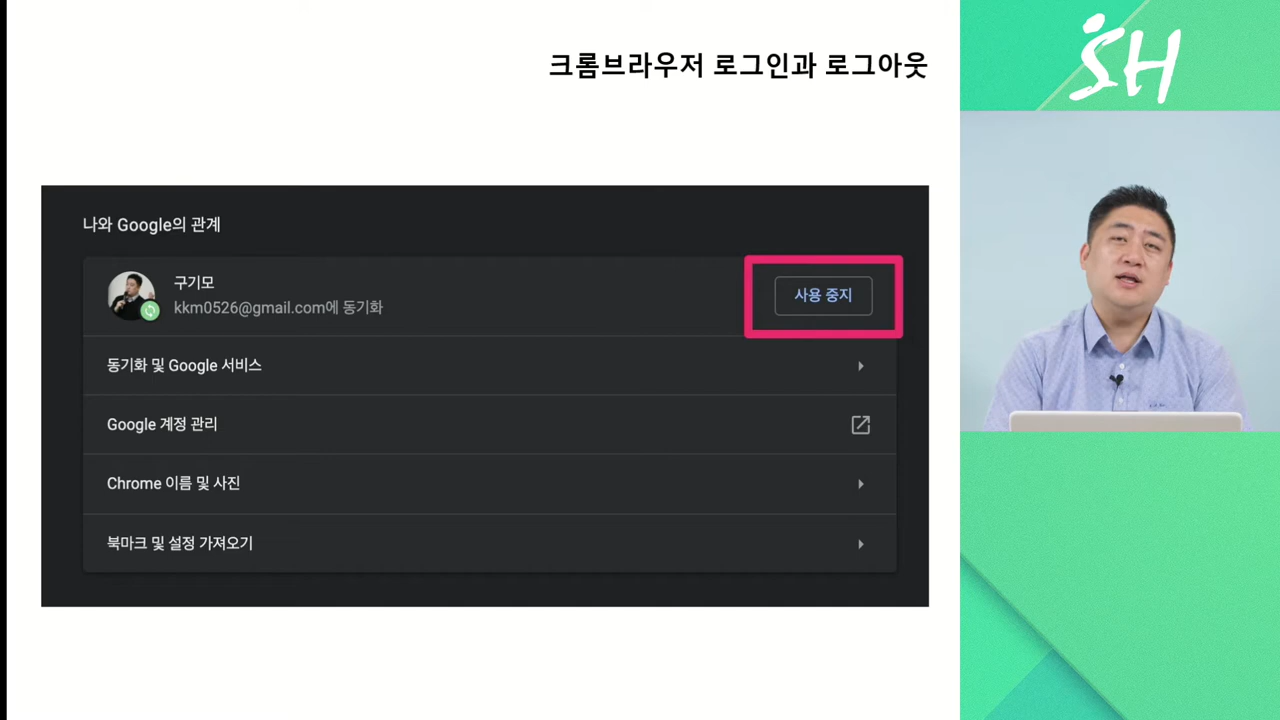 크롬브라우저 로그인과 로그아웃
SH
나와 Google의 관계
구기모
kkm0526@gmail.com에 동기화
사용 중지
동기화 및 Google 서비스
Google 계정 관리
Chrome 이름 및 사진
북마크 및 설정 가져오기